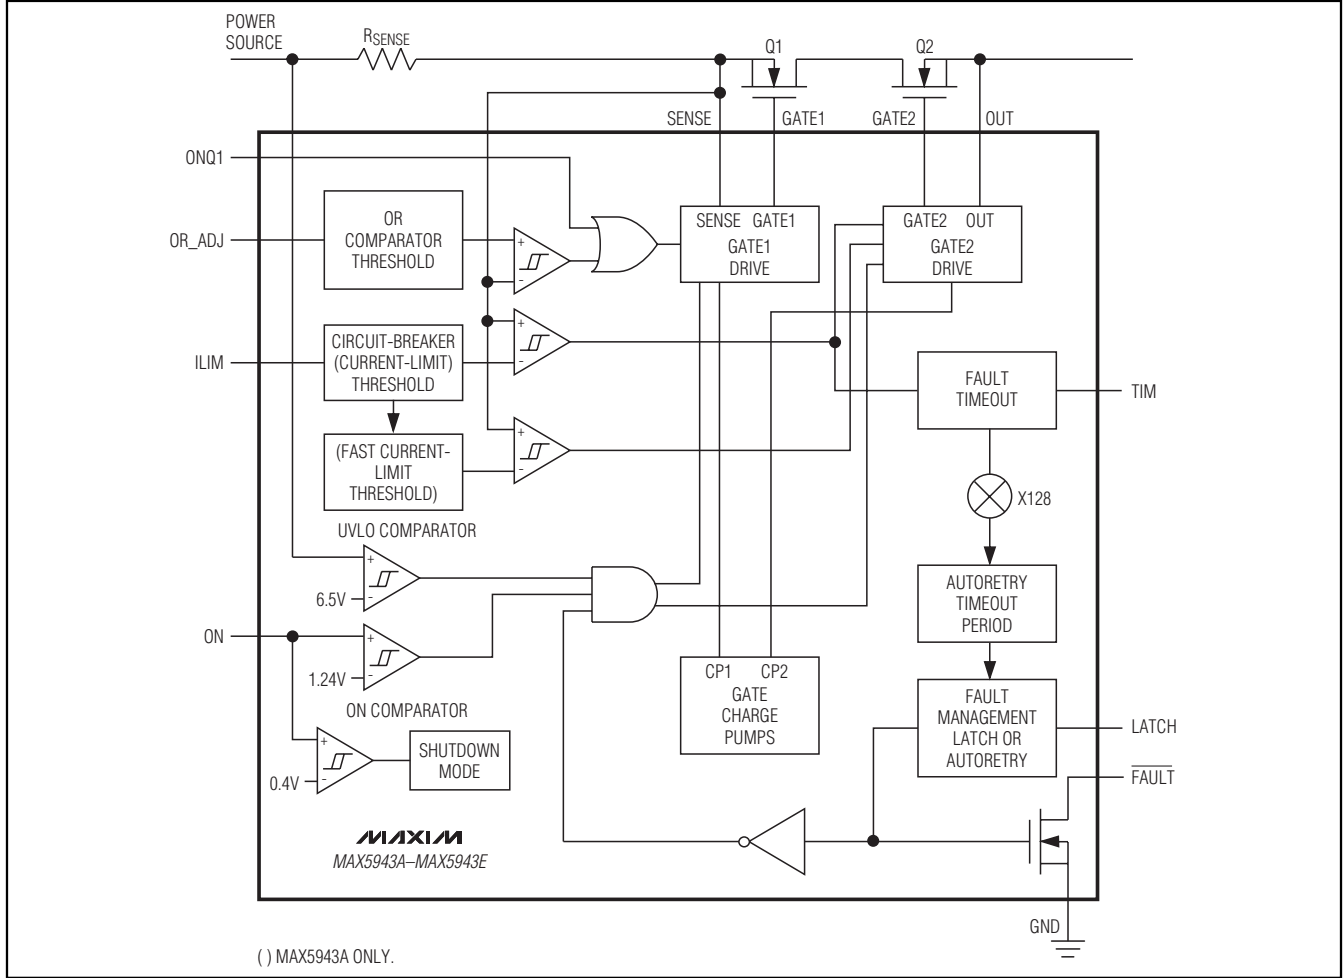 POWER
SOURCE
RSENSE
Q1
Q2
SENSE
GATE1
GATE2
OUT
ONQ1
OR_ADJ
OR
COMPARATOR
THRESHOLD
+
-
SENSE GATE1
GATE1
DRIVE
GATE2 OUT
GATE2
DRIVE
ILIM
CIRCUIT-BREAKER
(CURRENT-LIMIT)
THRESHOLD
+
-
FAULT
TIMEOUT
TIM
(FAST CURRENT-
LIMIT
THRESHOLD)
+
-
X128
UVLO COMPARATOR
+
-
6.5V
AUTORETRY
TIMEOUT
PERIOD
ON
+
-
1.24V
ON COMPARATOR
CP1 CP2
GATE
CHARGE
PUMPS
FAULT
MANAGEMENT
LATCH OR
AUTORETRY
LATCH
FAULT
+
-
0.4V
SHUTDOWN
MODE
MAXIM
MAX5943A–MAX5943E
GND
( ) MAX5943A ONLY.